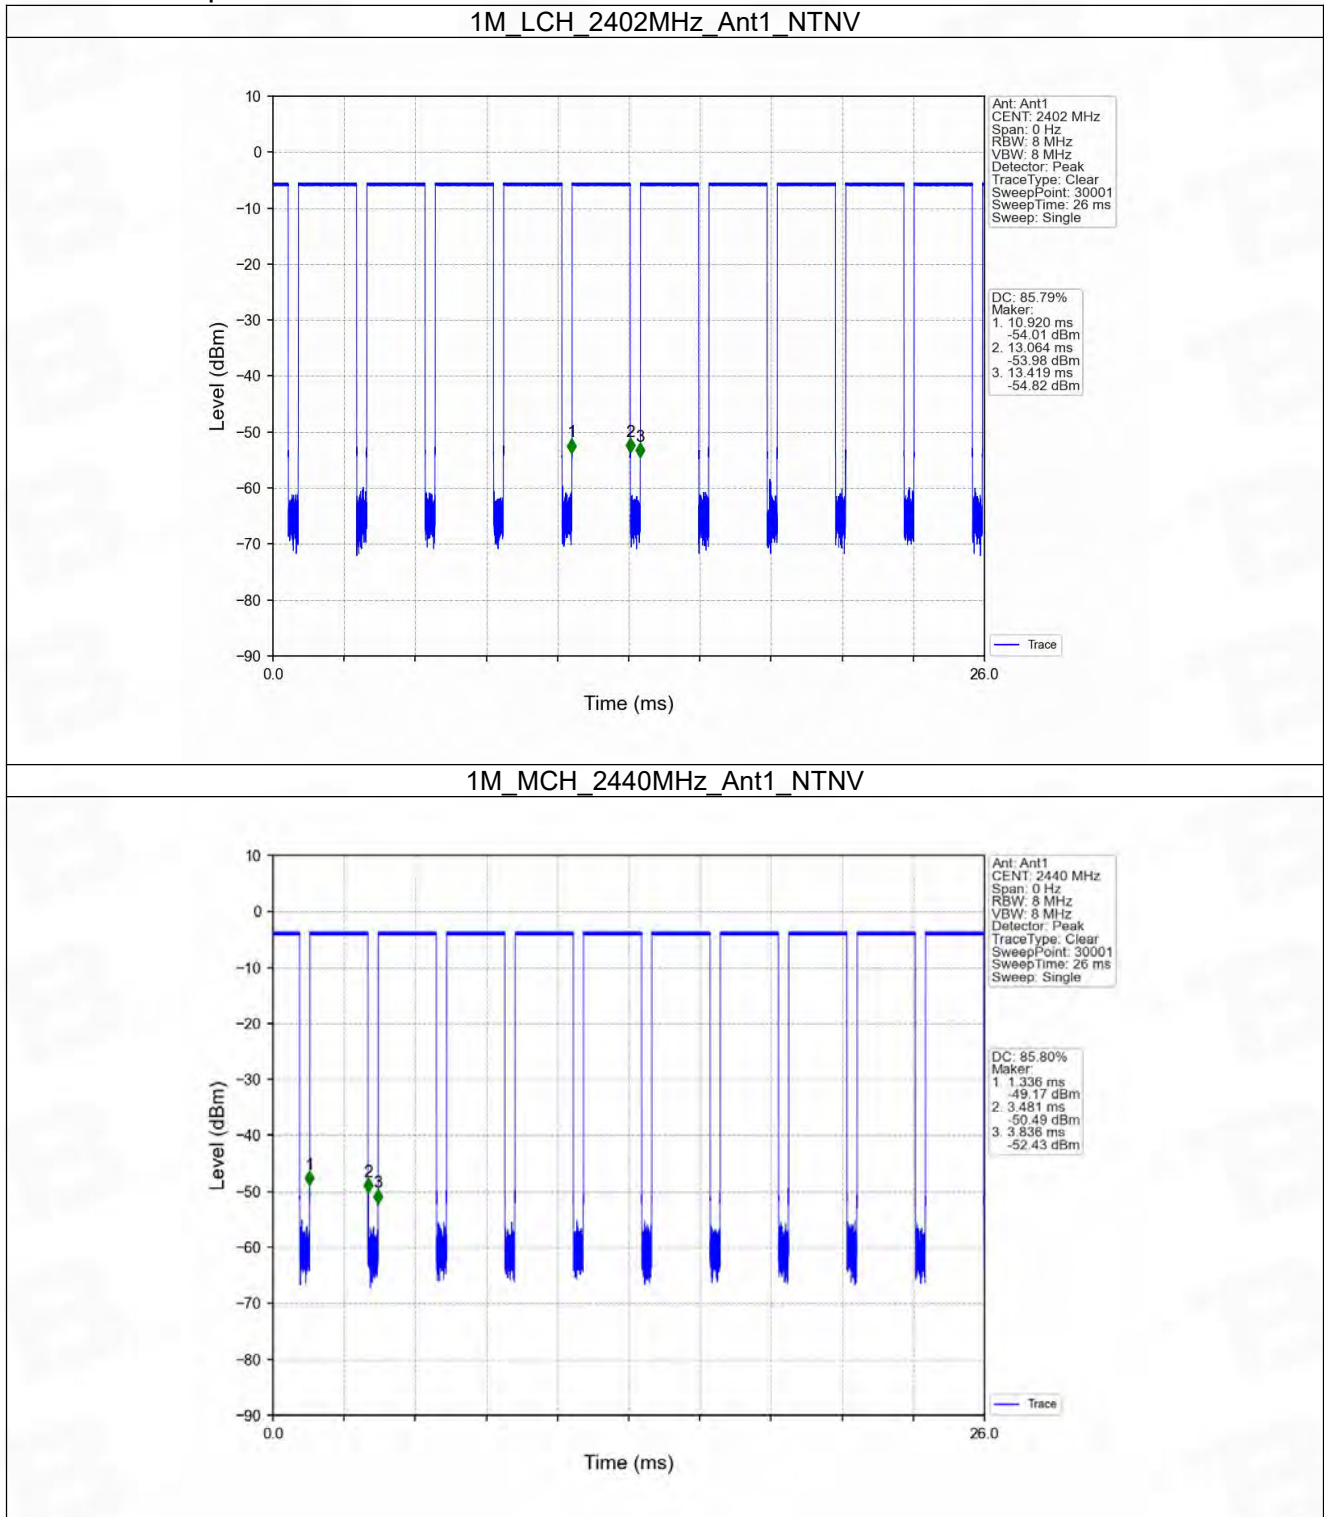 1M_LCH_2402MHz_Ant1_NTNV
10
0
−10
−20
−30
−40
−50
−60
−70
−80
−90
Level (dBm)
1
2
3
0.0
26.0
Time (ms)
Ant: Ant1
CENT: 2402 MHz
Span: 0 Hz
RBW: 8 MHz
VBW: 8 MHz
Detector: Peak
TraceType: Clear
SweepPoint: 30001
SweepTime: 26 ms
Sweep: Single
DC: 85.79%
Maker:
1. 10.920 ms
-54.01 dBm
2. 13.064 ms
-53.98 dBm
3. 13.419 ms
-54.82 dBm
Trace
1M_MCH_2440MHz_Ant1_NTNV
10
0
−10
−20
−30
−40
−50
−60
−70
−80
−90
Level (dBm)
1
2
3
0.0
26.0
Time (ms)
Ant: Ant1
CENT: 2440 MHz
Span: 0 Hz
RBW: 8 MHz
VBW: 8 MHz
Detector: Peak
TraceType: Clear
SweepPoint: 30001
SweepTime: 26 ms
Sweep: Single
DC: 85.80%
Maker:
1. 1.336 ms
-49.17 dBm
2. 3.481 ms
-50.49 dBm
3. 3.836 ms
-52.43 dBm
Trace